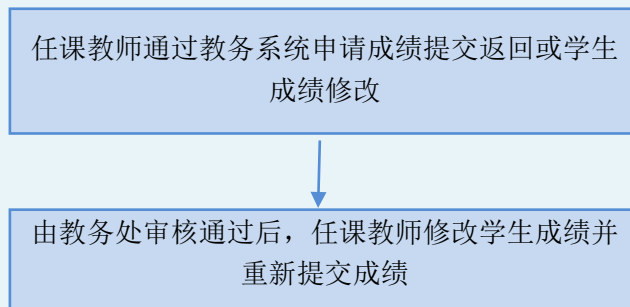 任课教师通过教务系统申请成绩提交返回或学生
成绩修改
由教务处审核通过后，任课教师修改学生成绩并
重新提交成绩